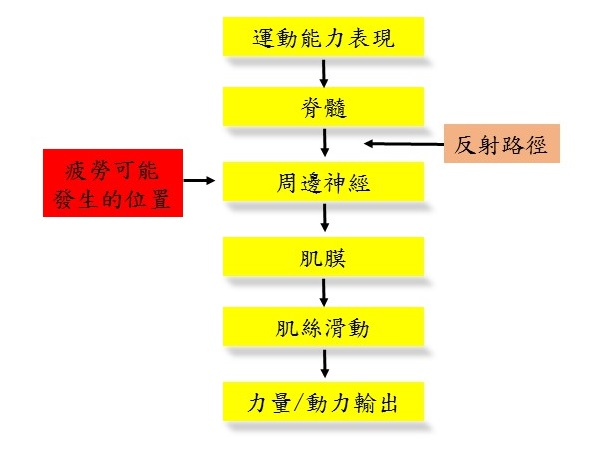 運動能力表現
脊髓
反射路徑
疲勞可能
發生的位置
周邊神經
肌膜
肌絲滑動
力量/動力輸出